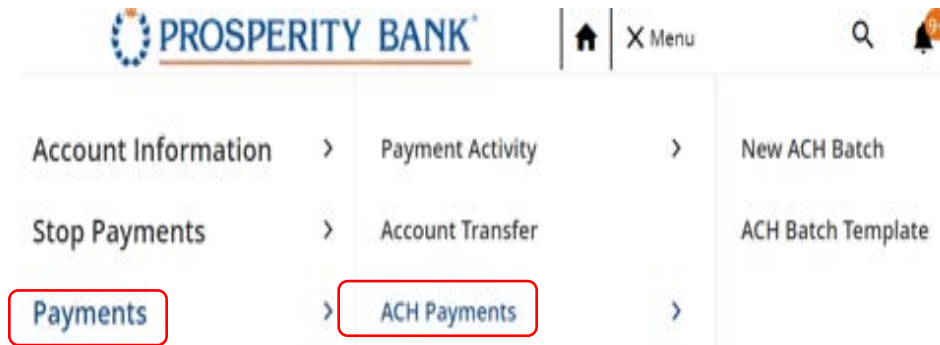 PROSPERITY BANK
X Menu
9+
Account Information >
Payment Activity >
New ACH Batch
Stop Payments >
Account Transfer
ACH Batch Template
Payments >
ACH Payments >